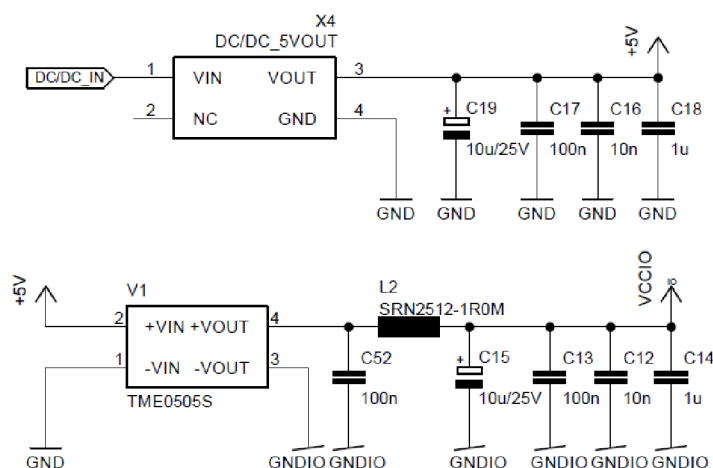 X4
DC/DC_5VOUT
+5V
DC/DC_IN
1 VIN VOUT 3
2 NC GND 4
+ C19 C17 C16 C18
10u/25V 100n 10n 1u
GND GND GND GND GND
+5V
V1
L2
SRN2512-1R0M
VCCIO
2 +VIN +VOUT 4
1 -VIN -VOUT 3
C52 + C15 C13 C12 C14
100n 10u/25V 100n 10n 1u
TME0505S
GND GNDIO GNDIO GNDIO GNDIO GNDIO GNDIO